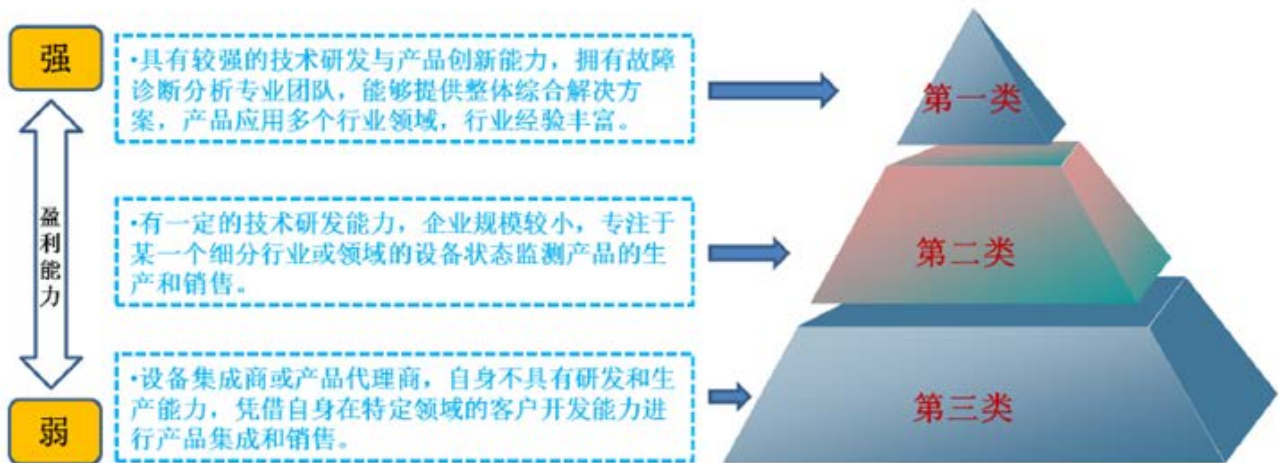 强
·具有较强的技术研发与产品创新能力，拥有故障
诊断分析专业团队，能够提供整体综合解决方
案，产品应用多个行业领域，行业经验丰富。
第一类
盈利能力
·有一定的技术研发能力，企业规模较小，专注于
某一个细分行业或领域的设备状态监测产品的生
产和销售。
第二类
弱
·设备集成商或产品代理商，自身不具有研发和生
产能力，凭借自身在特定领域的客户开发能力进
行产品集成和销售。
第三类